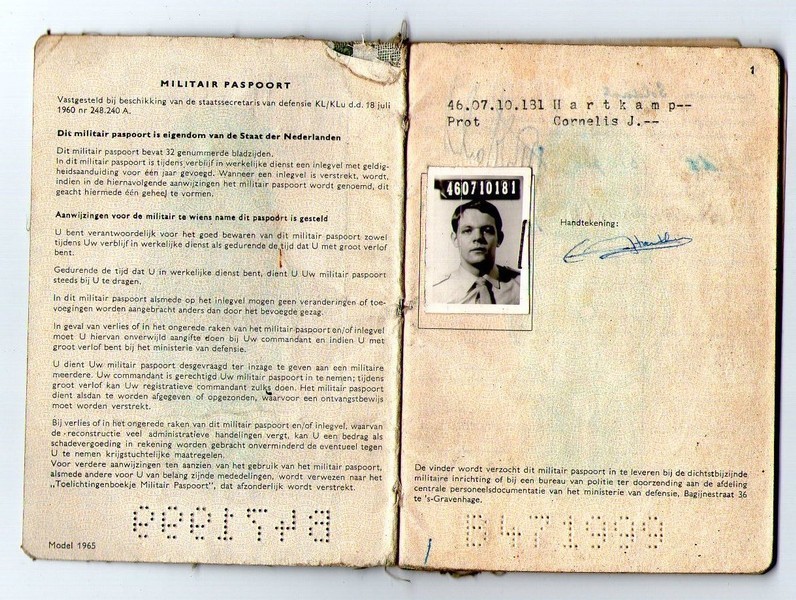 MILITAIR PASPOORT
Vastgesteld bij beschikking van de staatssecretaris van defensie KL/KLu d.d. 18 juli
1960 nr 248.240 A.
Dit militair paspoort is eigendom van de Staat der Nederlanden
Dit militair paspoort bevat 32 genummerde bladzijden.
In dit militair paspoort is tijdens verblijf in werkelijke dienst een inlegvel met geldig-
heidsaanduiding voor één jaar gevoegd. Wanneer een inlegvel is verstrekt, wordt,
indien in de hiernavolgende aanwijzingen het militair paspoort wordt genoemd, dit
geacht hiermede één geheel te vormen.
Aanwijzingen voor de militair te wiens name dit paspoort is gesteld
U bent verantwoordelijk voor het goed bewaren van dit militair paspoort zowel
tijdens Uw verblijf in werkelijke dienst als gedurende de tijd dat U met groot verlof
bent.
Gedurende de tijd dat U in werkelijke dienst bent, dient U Uw militair paspoort
steeds bij U te dragen.
In dit militair paspoort alsmede op het inlegvel mogen geen veranderingen of toe-
voegingen worden aangebracht anders dan door het bevoegde gezag.
In geval van verlies of in het ongerede raken van het militair paspoort en/of inlegvel
moet U hiervan onverwijld aangifte doen bij Uw commandant en indien U met
groot verlof bent bij het ministerie van defensie.
U dient Uw militair paspoort desgevraagd ter inzage te geven aan een militaire
meerdere. Uw commandant is gerechtigd Uw militair paspoort in te nemen; tijdens
groot verlof kan Uw registratieve commandant zulks doen. Het militair paspoort
dient alsdan te worden afgegeven of opgezonden, waarvoor een ontvangstbewijs
moet worden verstrekt.
Bij verlies of in het ongerede raken van dit militair paspoort en/of inlegvel, waarvan
de reconstructie veel administratieve handelingen vergt, kan U een bedrag als
schadevergoeding in rekening worden gebracht onverminderd de eventueel tegen
U te nemen krijgstuchtelijke maatregelen.
Voor verdere aanwijzingen ten aanzien van het gebruik van het militair paspoort,
alsmede andere voor U van belang zijnde mededelingen, wordt verwezen naar het
„Toelichtingenboekje Militair Paspoort", dat afzonderlijk wordt verstrekt.
Model 1965
1
46.07.10.181 Hartkamp--
Prot Cornelis J.--
460710181
Handtekening:
De vinder wordt verzocht dit militair paspoort in te leveren bij de dichtstbijzijnde
militaire inrichting of bij een bureau van politie ter doorzending aan de afdeling
centrale personeelsdocumentatie van het ministerie van defensie, Bagijnestraat 36
te 's-Gravenhage.
B471999